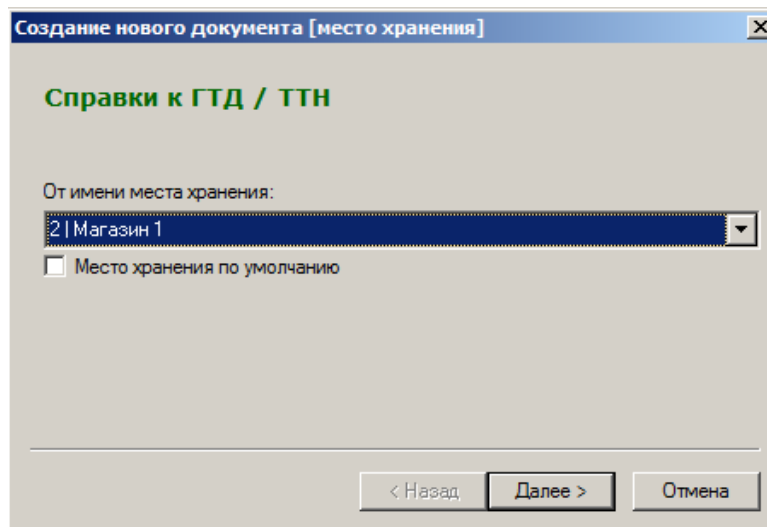 Создание нового документа [место хранения]
Справки к ГТД / ТТН
От имени места хранения:
2 | Магазин 1
Место хранения по умолчанию
< Назад
Далее >
Отмена